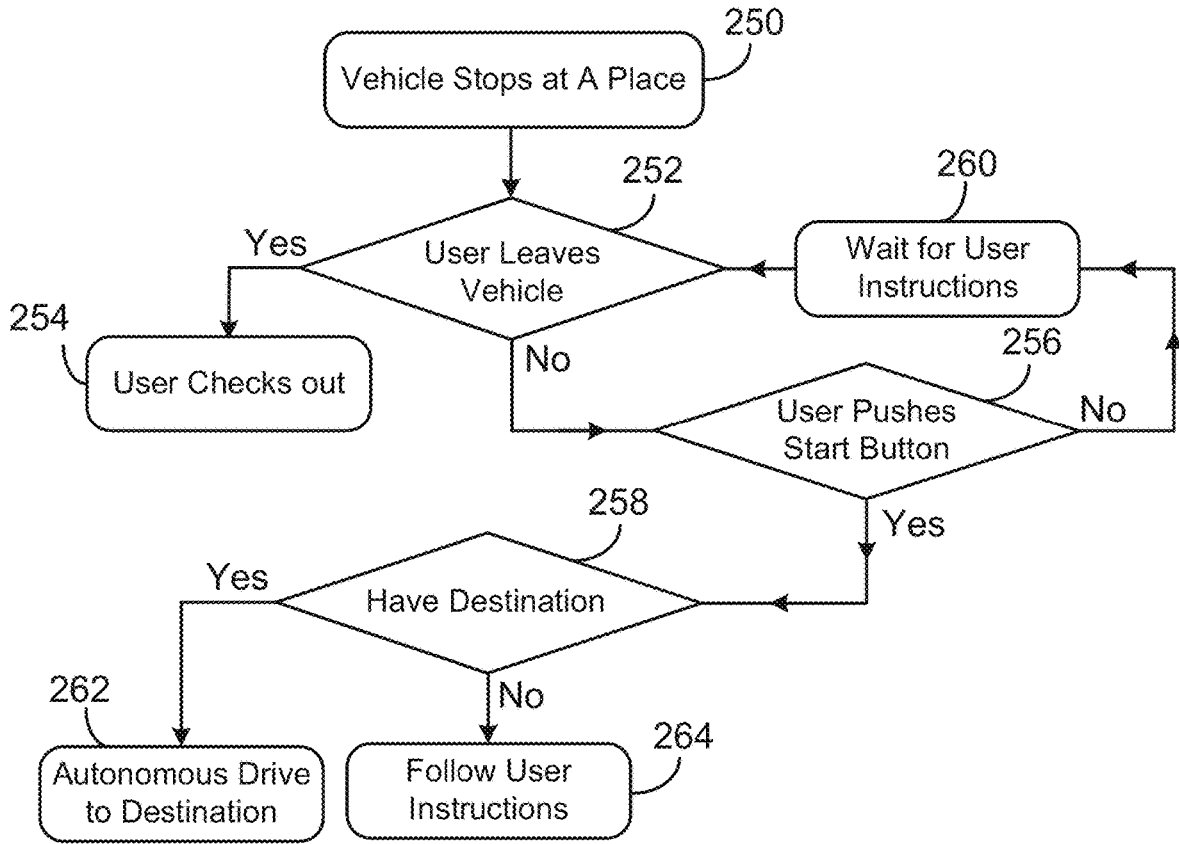 250
Vehicle Stops at A Place
252
260
Yes
User Leaves
Vehicle
Wait for User
Instructions
254
User Checks out
No
256
User Pushes
Start Button
No
258
Yes
Yes
Have Destination
262
No
264
Autonomous Drive
to Destination
Follow User
Instructions